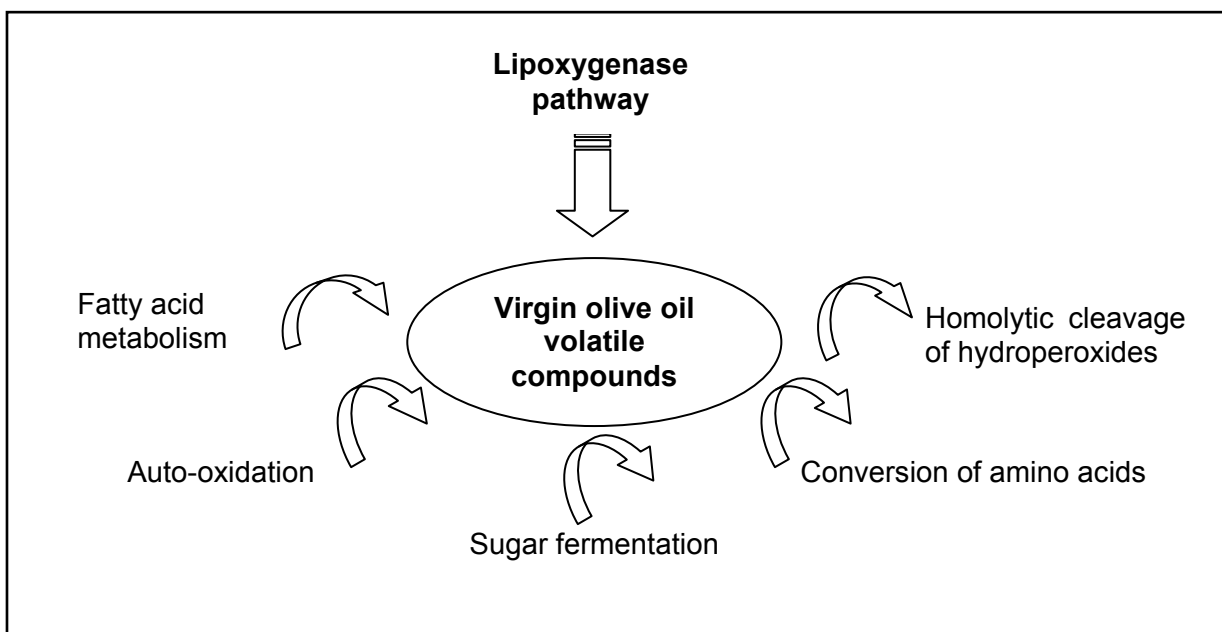 Lipoxygenase
pathway
Fatty acid
metabolism
Virgin olive oil
volatile
compounds
Homolytic cleavage
of hydroperoxides
Auto-oxidation
Conversion of amino acids
Sugar fermentation